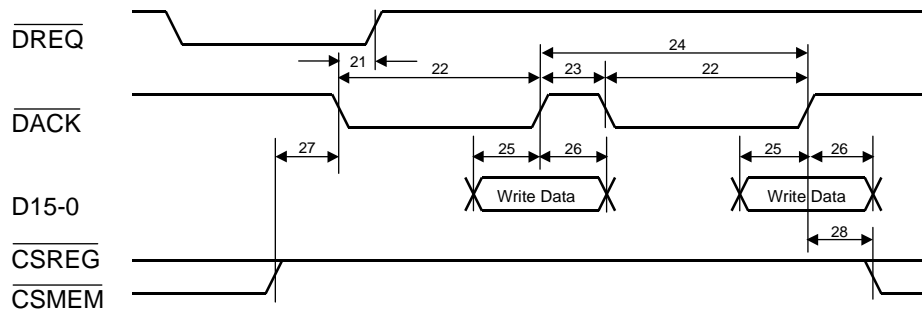 DREQ
21
22
24
23
22
DACK
27
25
26
25
26
D15-0
Write Data
Write Data
28
CSREG
CSMEM